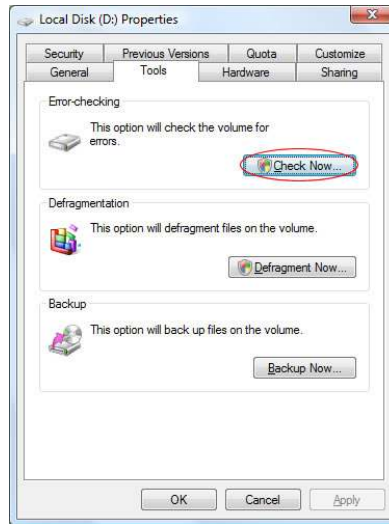 Local Disk (D:) Properties
Security Previous Versions Quota Customize
General Tools Hardware Sharing
Error-checking
This option will check the volume for
errors.
Check Now...
Defragmentation
This option will defragment files on the volume.
Defragment Now...
Backup
This option will back up files on the volume.
Backup Now...
OK Cancel Apply